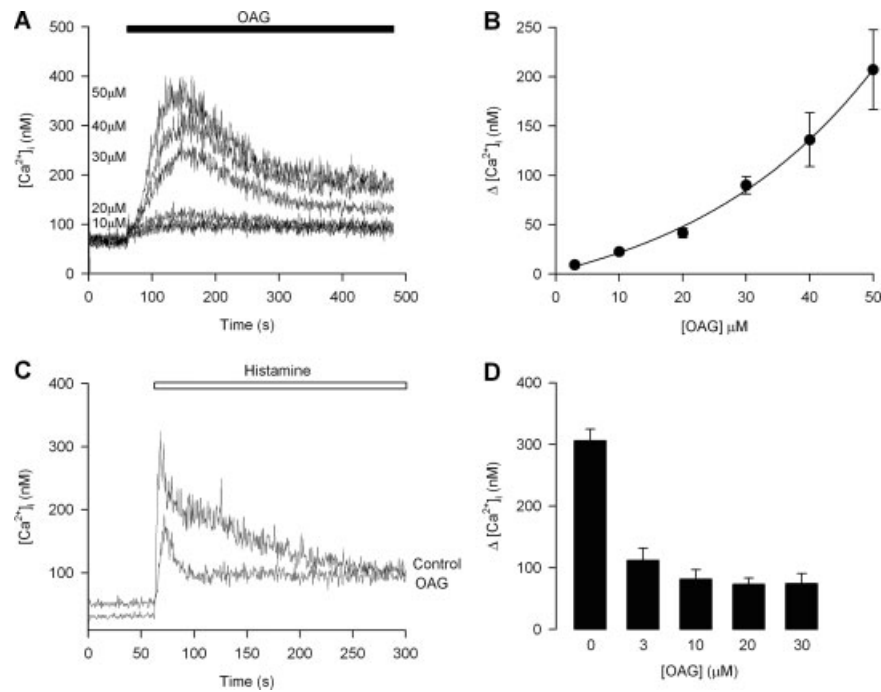 A
OAG
500
400
300
200
100
0
50µM
40µM
30µM
20µM
10µM
[Ca²⁺]ᵢ (nM)
0 100 200 300 400 500
Time (s)
B
250
200
150
100
50
0
Δ [Ca²⁺]ᵢ (nM)
0 10 20 30 40 50
[OAG] µM
C
Histamine
400
300
200
100
[Ca²⁺]ᵢ (nM)
Control
OAG
0 50 100 150 200 250 300
Time (s)
D
400
300
200
100
0
Δ [Ca²⁺]ᵢ (nM)
0 3 10 20 30
[OAG] (µM)